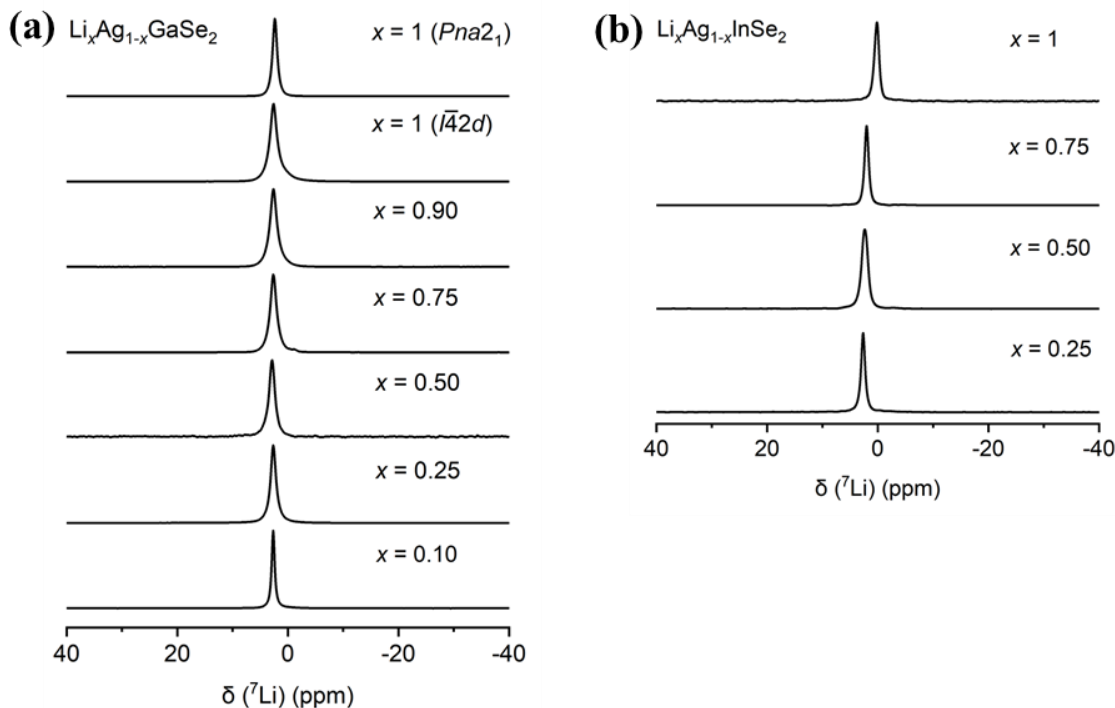 (a) LiₓAg₁₋ₓGaSe₂
x = 1 (Pna2₁)
x = 1 (I4̅2d)
x = 0.90
x = 0.75
x = 0.50
x = 0.25
x = 0.10
40 20 0 -20 -40
δ (⁷Li) (ppm)
(b) LiₓAg₁₋ₓInSe₂
x = 1
x = 0.75
x = 0.50
x = 0.25
40 20 0 -20 -40
δ (⁷Li) (ppm)